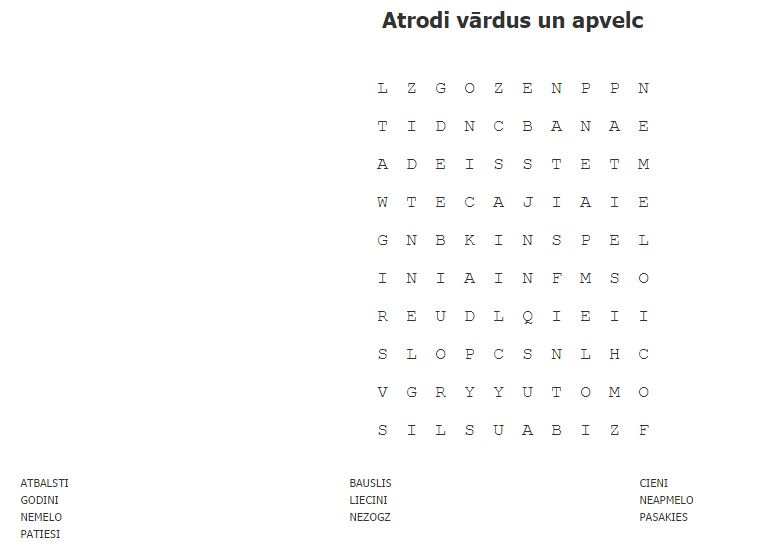 Atrodi vārdus un apvelc
L Z G O Z E N P P N
T I D N C B A N A E
A D E I S S T E T M
W T E C A J I A I E
G N B K I N S P E L
I N I A I N F M S O
R E U D L Q I E I I
S L O P C S N L H C
V G R Y Y U T O M O
S I L S U A B I Z F
ATBALSTI BAUSLIS CIENI
GODINI LIECINI NEAPMELO
NEMELO NEZOGZ PASAKIES
PATIESI